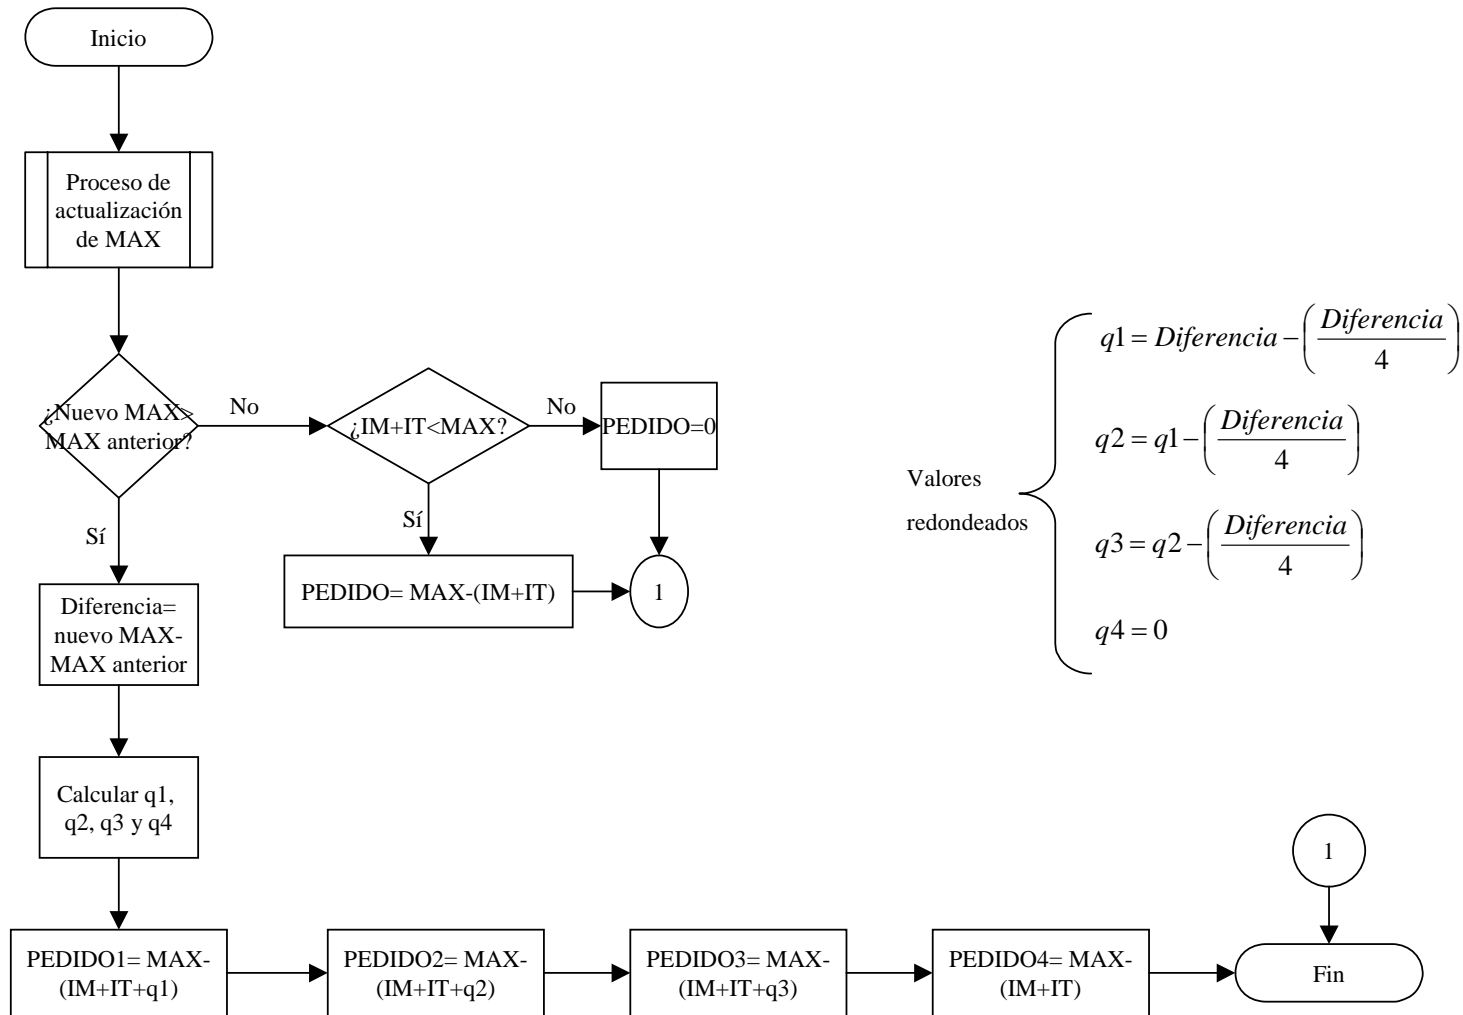 Inicio
Proceso de
actualización
de MAX
¿Nuevo MAX>
MAX anterior?
No
¿IM+IT<MAX?
No
PEDIDO=0
Sí
Sí
PEDIDO= MAX-(IM+IT)
1
Diferencia=
nuevo MAX-
MAX anterior
Calcular q1,
q2, q3 y q4
PEDIDO1= MAX-
(IM+IT+q1)
PEDIDO2= MAX-
(IM+IT+q2)
PEDIDO3= MAX-
(IM+IT+q3)
PEDIDO4= MAX-
(IM+IT)
1
Fin
Valores
redondeados
q1 = Diferencia − (Diferencia / 4)
q2 = q1 − (Diferencia / 4)
q3 = q2 − (Diferencia / 4)
q4 = 0